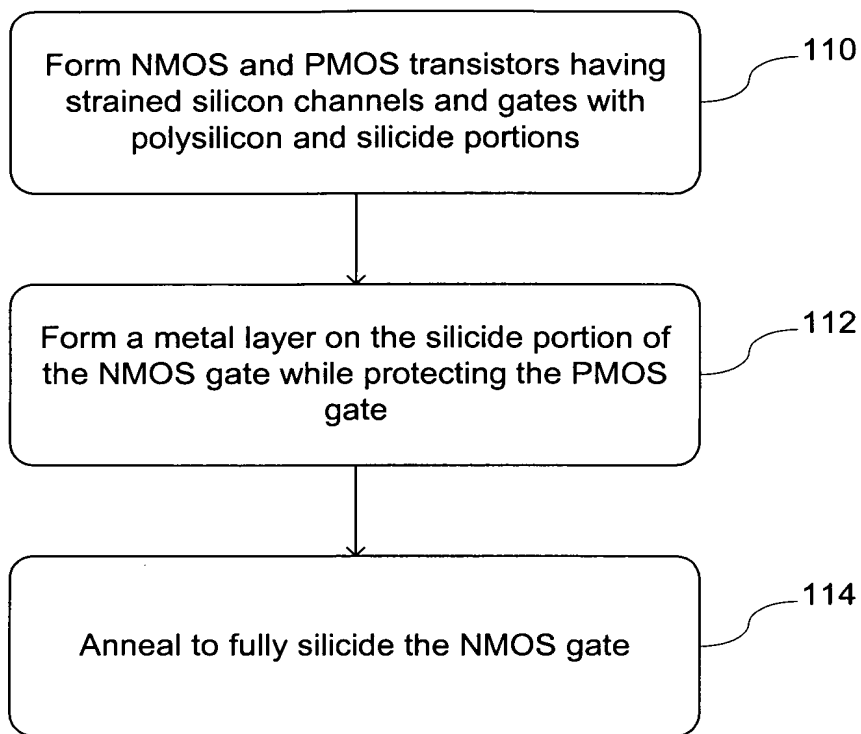 Form NMOS and PMOS transistors having
strained silicon channels and gates with
polysilicon and silicide portions
110
Form a metal layer on the silicide portion of
the NMOS gate while protecting the PMOS
gate
112
Anneal to fully silicide the NMOS gate
114